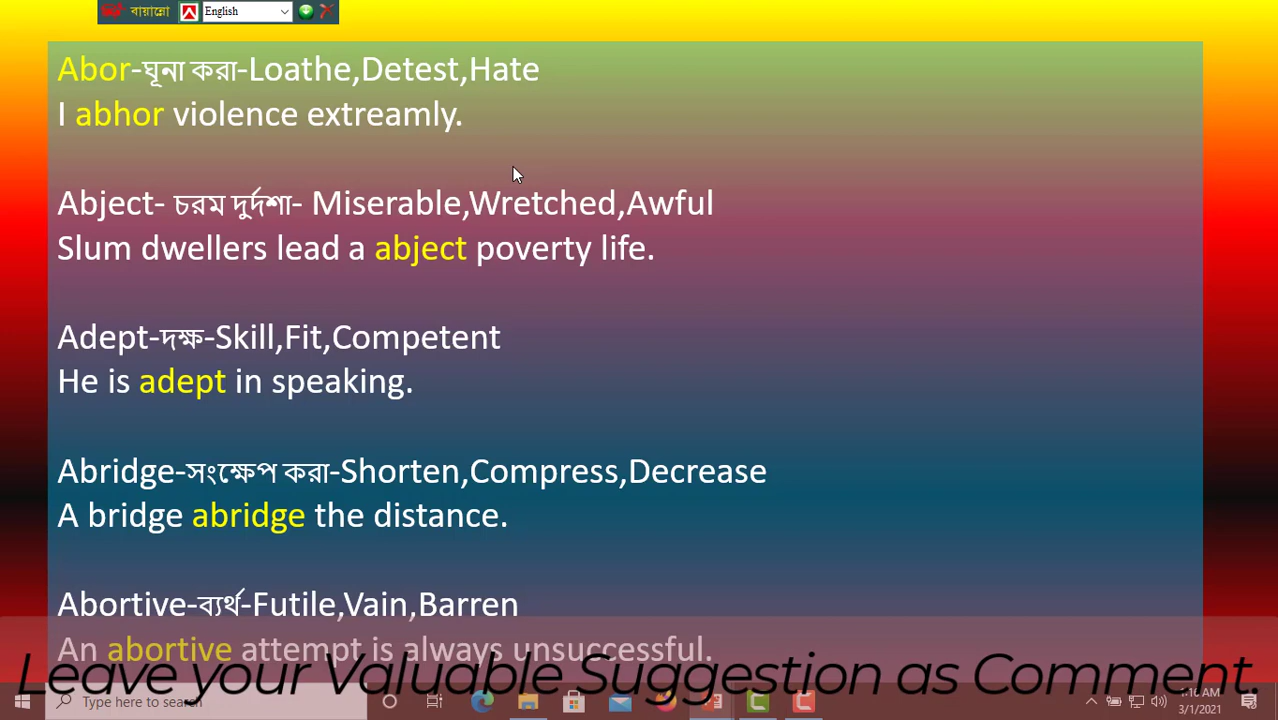 বায়ান্নো English
Abor-ঘূনা করা-Loathe,Detest,Hate
I abhor violence extreamly.
Abject- চরম দুর্দশা- Miserable,Wretched,Awful
Slum dwellers lead a abject poverty life.
Adept-দক্ষ-Skill,Fit,Competent
He is adept in speaking.
Abridge-সংক্ষেপ করা-Shorten,Compress,Decrease
A bridge abridge the distance.
Abortive-ব্যর্থ-Futile,Vain,Barren
An abortive attempt is always unsuccessful.
Leave your Valuable Suggestion as Comment.
Type here to search
1:10 AM
3/1/2021